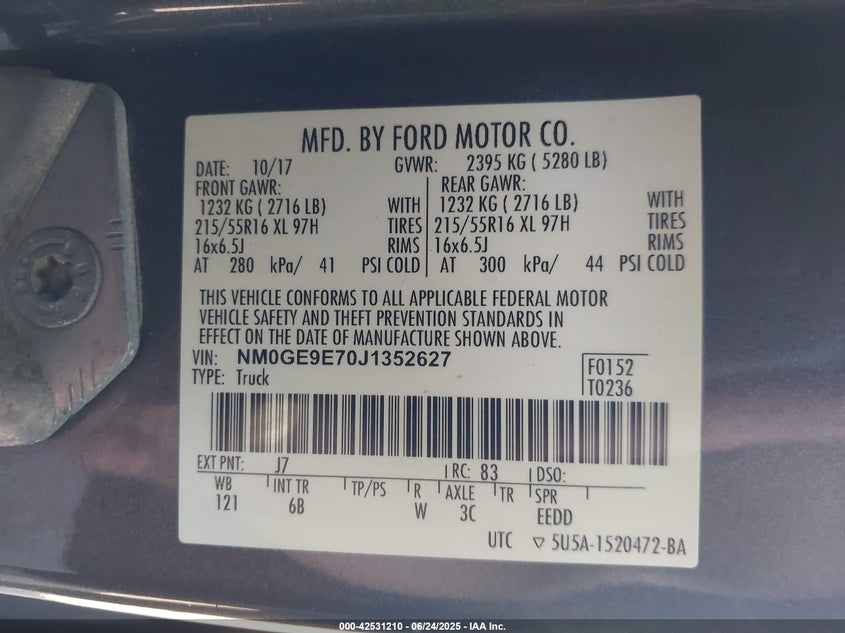 MFD. BY FORD MOTOR CO.
DATE: 10/17 GVWR: 2395 KG ( 5280 LB)
FRONT GAWR: REAR GAWR:
1232 KG ( 2716 LB) WITH 1232 KG ( 2716 LB) WITH
215/55R16 XL 97H TIRES 215/55R16 XL 97H TIRES
16x6.5J RIMS 16x6.5J RIMS
AT 280 kPa/ 41 PSI COLD AT 300 kPa/ 44 PSI COLD
THIS VEHICLE CONFORMS TO ALL APPLICABLE FEDERAL MOTOR
VEHICLE SAFETY AND THEFT PREVENTION STANDARDS IN
EFFECT ON THE DATE OF MANUFACTURE SHOWN ABOVE.
VIN: NM0GE9E70J1352627
TYPE: Truck
F0152
T0236
EXT PNT: J7 RC: 83 DSO:
WB INT TR TP/PS R AXLE TR SPR
121 6B W 3C EEDD
UTC ▽ 5U5A-1520472-BA
000-42531210 - 06/24/2025 - IAA Inc.